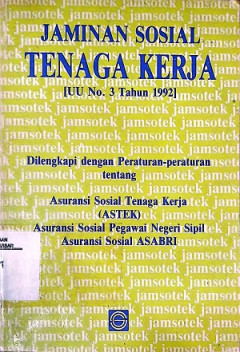 JAMINAN SOSIAL
TENAGA KERJA
[UU No. 3 Tahun 1992]
Dilengkapi dengan Peraturan-peraturan
tentang
Asuransi Sosial Tenaga Kerja
(ASTEK)
Asuransi Sosial Pegawai Negeri Sipil
Asuransi Sosial ASABRI